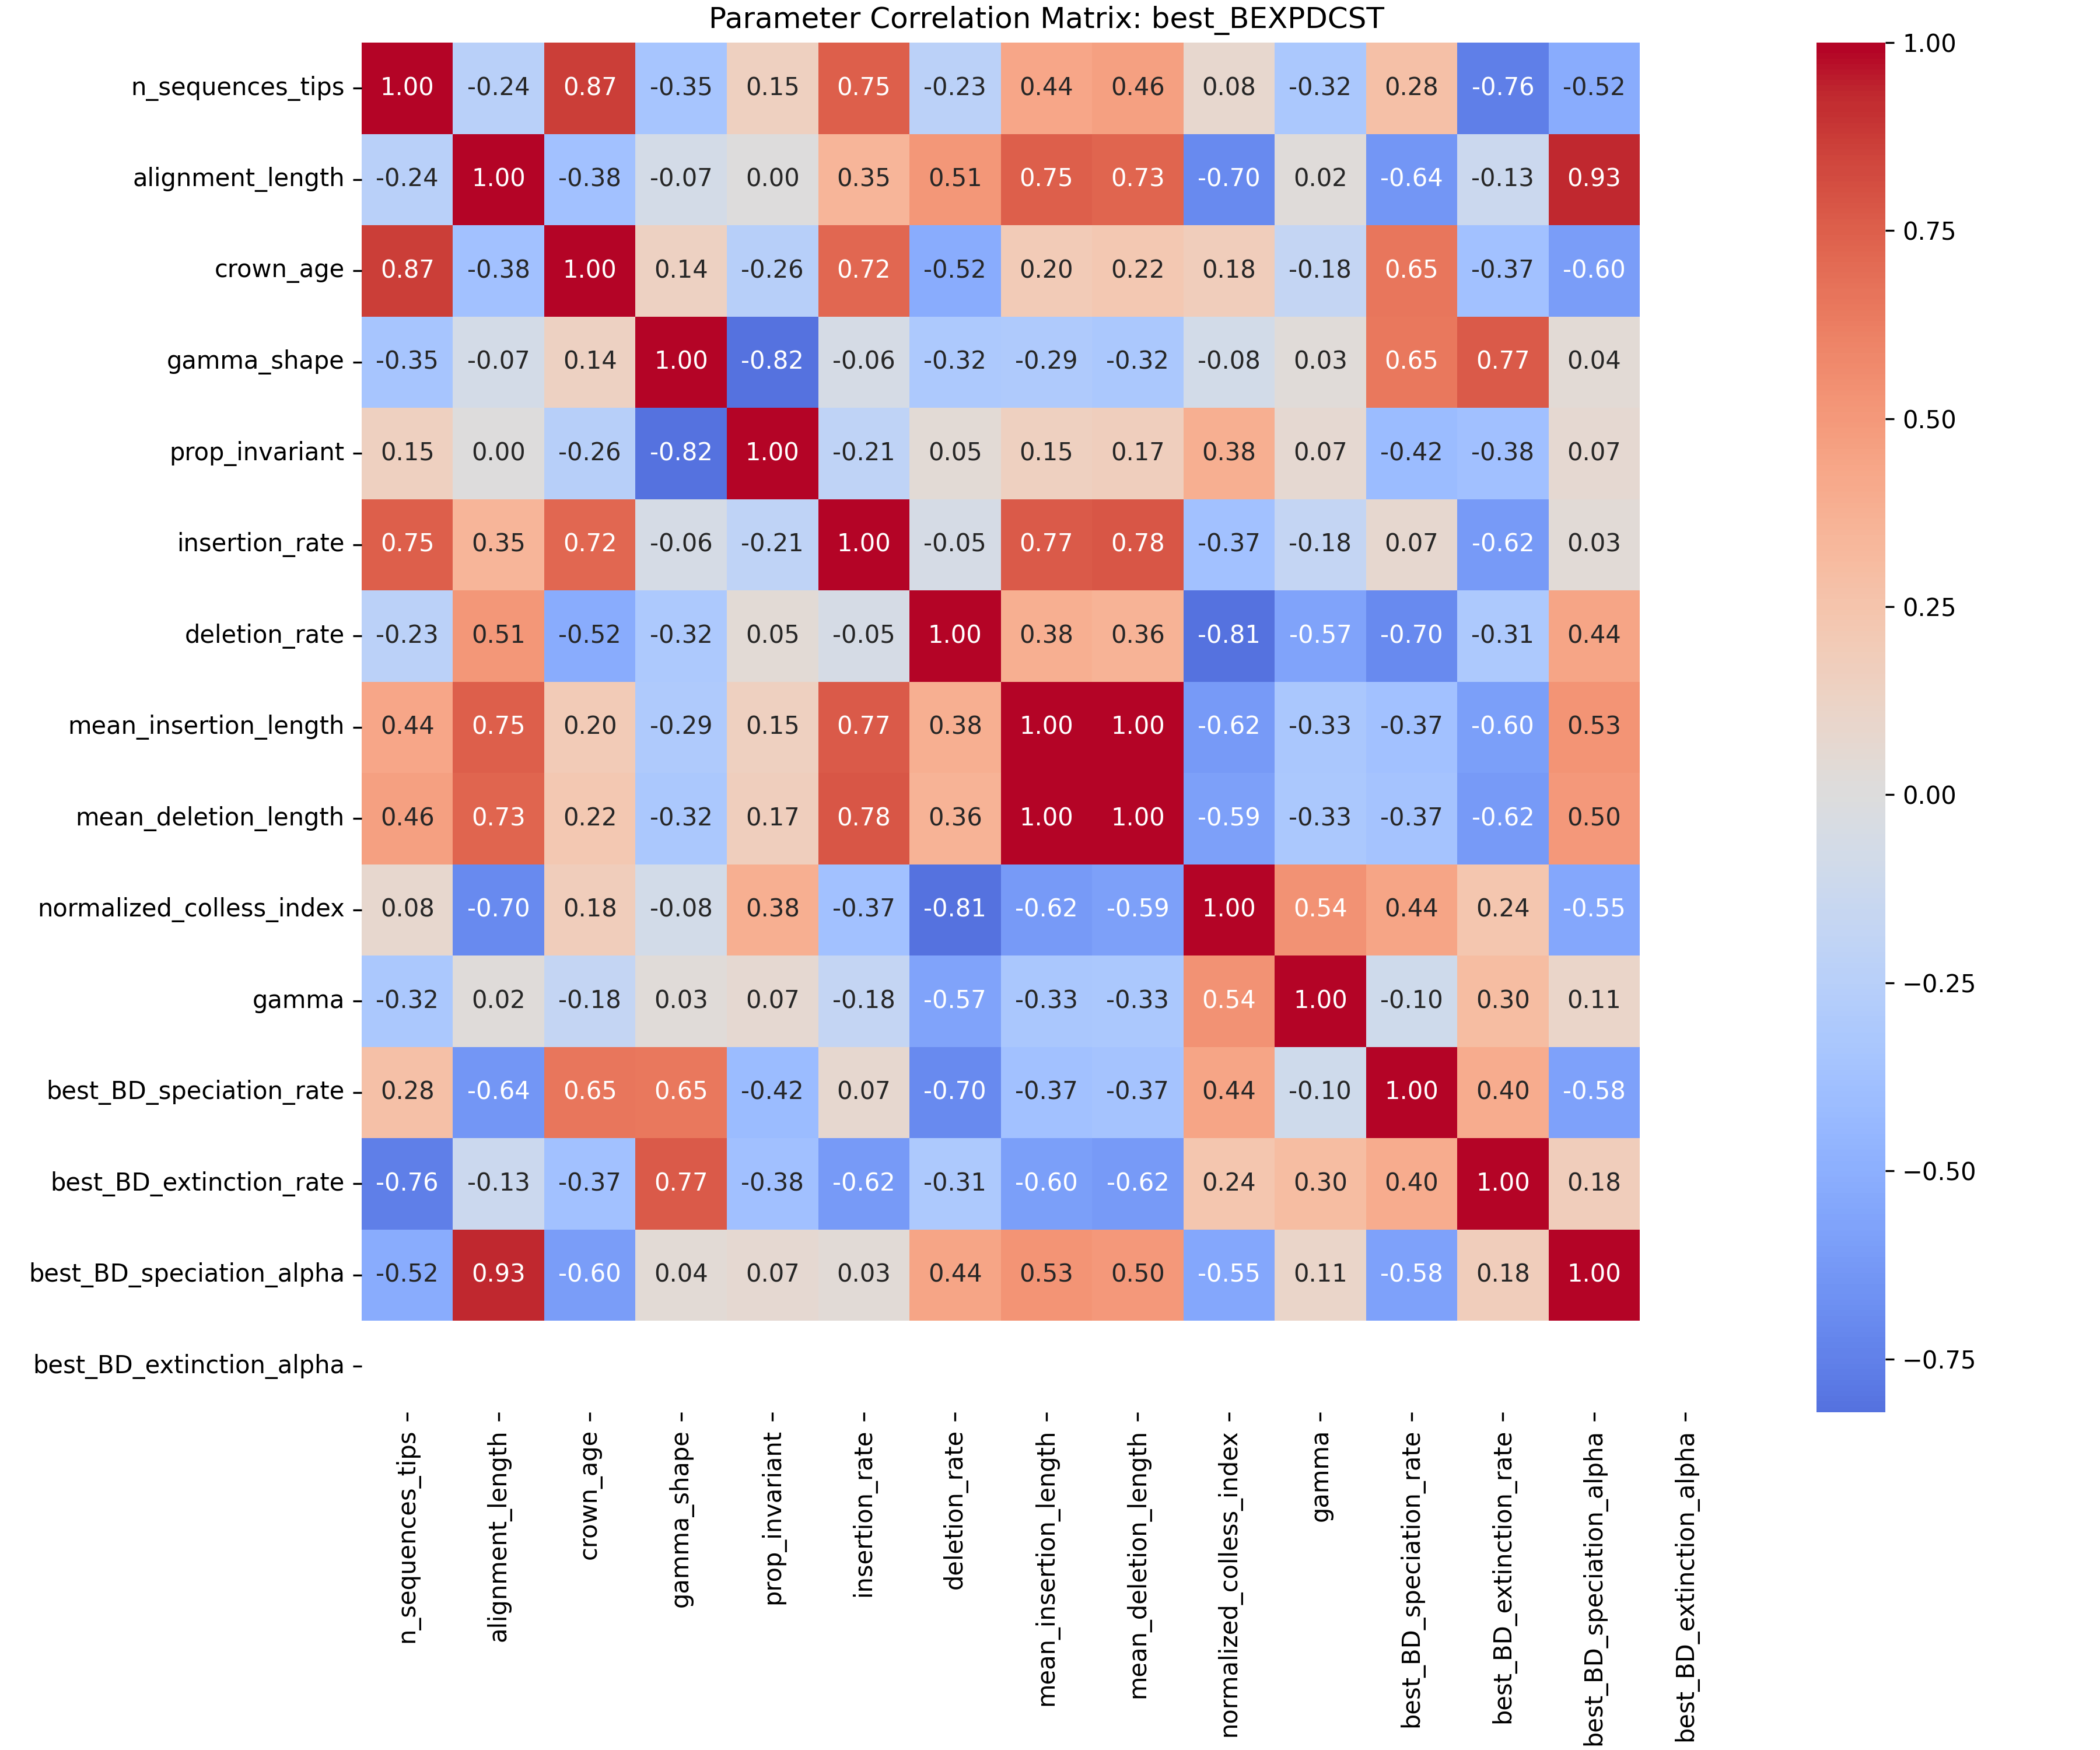 Parameter Correlation Matrix: best_BEXPDCST
n_sequences_tips 1.00 -0.24 0.87 -0.35 0.15 0.75 -0.23 0.44 0.46 0.08 -0.32 0.28 -0.76 -0.52
alignment_length -0.24 1.00 -0.38 -0.07 0.00 0.35 0.51 0.75 0.73 -0.70 0.02 -0.64 -0.13 0.93
crown_age 0.87 -0.38 1.00 0.14 -0.26 0.72 -0.52 0.20 0.22 0.18 -0.18 0.65 -0.37 -0.60
gamma_shape -0.35 -0.07 0.14 1.00 -0.82 -0.06 -0.32 -0.29 -0.32 -0.08 0.03 0.65 0.77 0.04
prop_invariant 0.15 0.00 -0.26 -0.82 1.00 -0.21 0.05 0.15 0.17 0.38 0.07 -0.42 -0.38 0.07
insertion_rate 0.75 0.35 0.72 -0.06 -0.21 1.00 -0.05 0.77 0.78 -0.37 -0.18 0.07 -0.62 0.03
deletion_rate -0.23 0.51 -0.52 -0.32 0.05 -0.05 1.00 0.38 0.36 -0.81 -0.57 -0.70 -0.31 0.44
mean_insertion_length 0.44 0.75 0.20 -0.29 0.15 0.77 0.38 1.00 1.00 -0.62 -0.33 -0.37 -0.60 0.53
mean_deletion_length 0.46 0.73 0.22 -0.32 0.17 0.78 0.36 1.00 1.00 -0.59 -0.33 -0.37 -0.62 0.50
normalized_colless_index 0.08 -0.70 0.18 -0.08 0.38 -0.37 -0.81 -0.62 -0.59 1.00 0.54 0.44 0.24 -0.55
gamma -0.32 0.02 -0.18 0.03 0.07 -0.18 -0.57 -0.33 -0.33 0.54 1.00 -0.10 0.30 0.11
best_BD_speciation_rate 0.28 -0.64 0.65 0.65 -0.42 0.07 -0.70 -0.37 -0.37 0.44 -0.10 1.00 0.40 -0.58
best_BD_extinction_rate -0.76 -0.13 -0.37 0.77 -0.38 -0.62 -0.31 -0.60 -0.62 0.24 0.30 0.40 1.00 0.18
best_BD_speciation_alpha -0.52 0.93 -0.60 0.04 0.07 0.03 0.44 0.53 0.50 -0.55 0.11 -0.58 0.18 1.00
best_BD_extinction_alpha
n_sequences_tips
alignment_length
crown_age
gamma_shape
prop_invariant
insertion_rate
deletion_rate
mean_insertion_length
mean_deletion_length
normalized_colless_index
gamma
best_BD_speciation_rate
best_BD_extinction_rate
best_BD_speciation_alpha
best_BD_extinction_alpha
1.00
0.75
0.50
0.25
0.00
−0.25
−0.50
−0.75